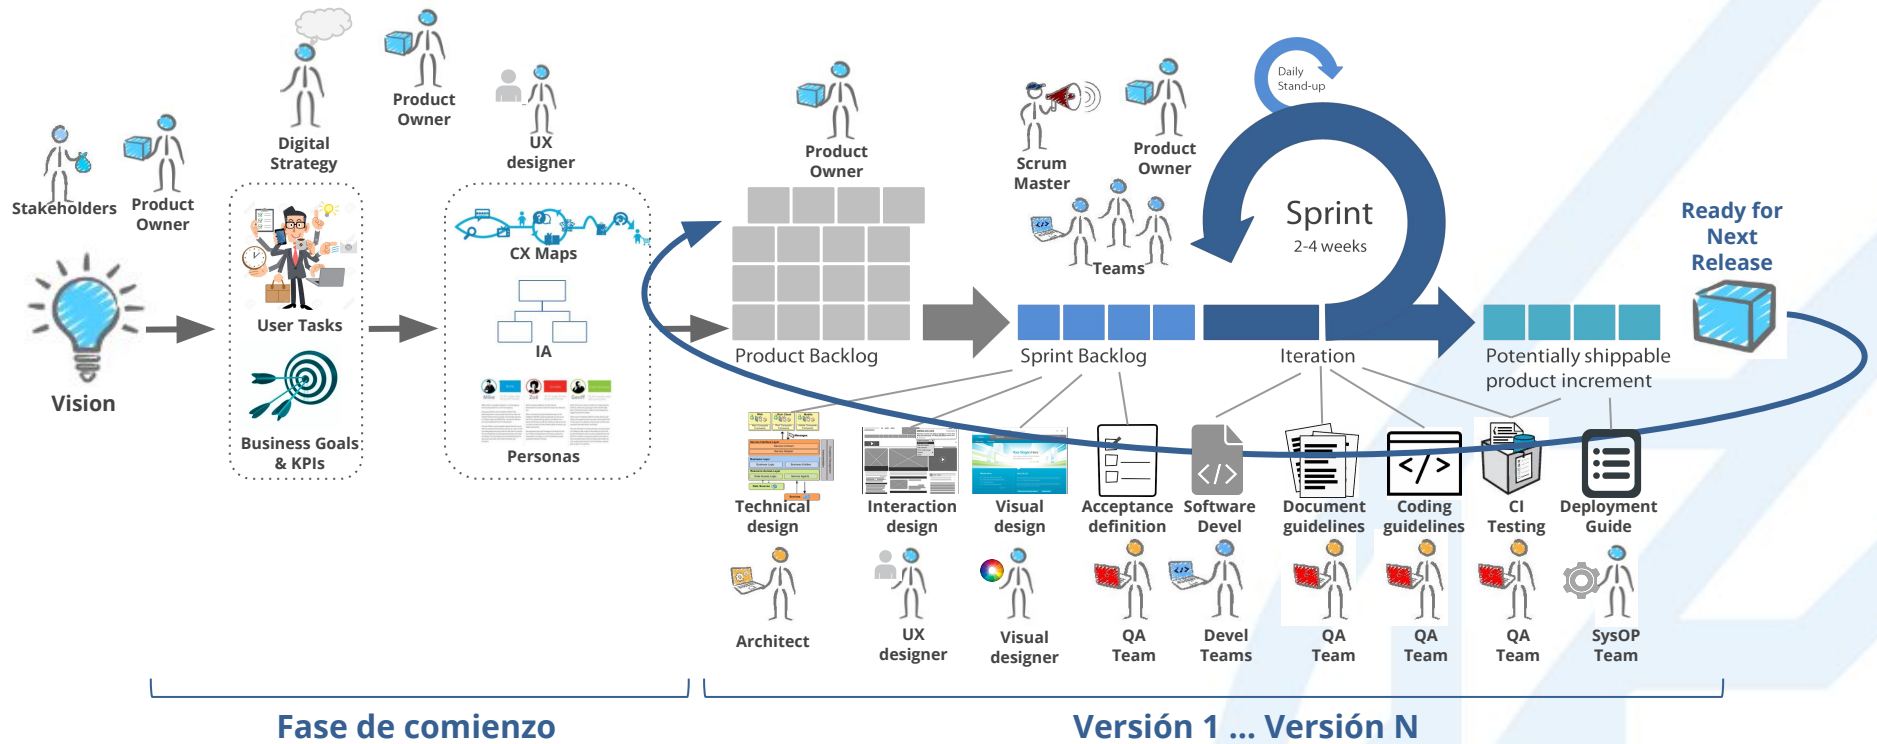 Stakeholders
Product
Owner
Vision
Digital
Strategy
Product
Owner
UX
designer
User Tasks
Business Goals
& KPIs
CX Maps
IA
Mike
Zoé
Geoff
Personas
Product
Owner
Product Backlog
Scrum
Master
Product
Owner
Teams
Daily
Stand-up
Sprint
2-4 weeks
Sprint Backlog
Iteration
Potentially shippable
product increment
Ready for
Next
Release
Technical
design
Interaction
design
Visual
design
Acceptance
definition
Software
Devel
Document
guidelines
Coding
guidelines
CI
Testing
Deployment
Guide
Architect
UX
designer
Visual
designer
QA
Team
Devel
Teams
QA
Team
QA
Team
QA
Team
SysOP
Team
Fase de comienzo
Versión 1 ... Versión N